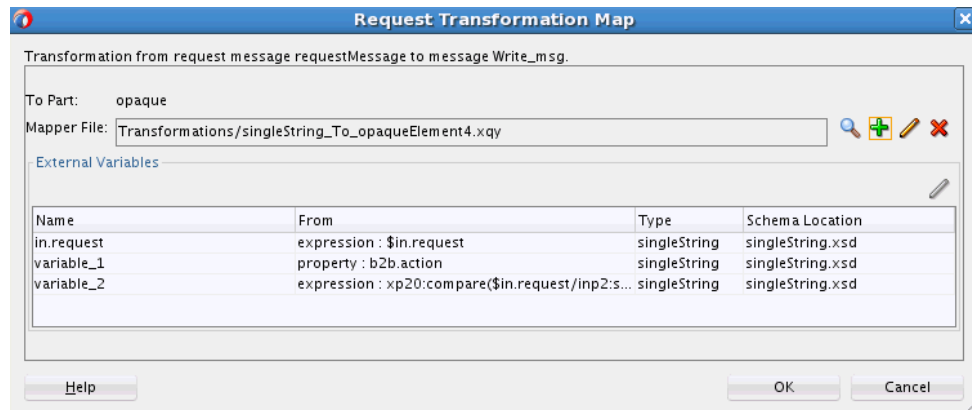 Request Transformation Map
Transformation from request message requestMessage to message Write_msg.
To Part: opaque
Mapper File: Transformations/singleString_To_opaqueElement4.xqy
External Variables
Name From Type Schema Location
in.request expression : $in.request singleString singleString.xsd
variable_1 property : b2b.action singleString singleString.xsd
variable_2 expression : xp20:compare($in.request/inp2:s... singleString singleString.xsd
Help OK Cancel